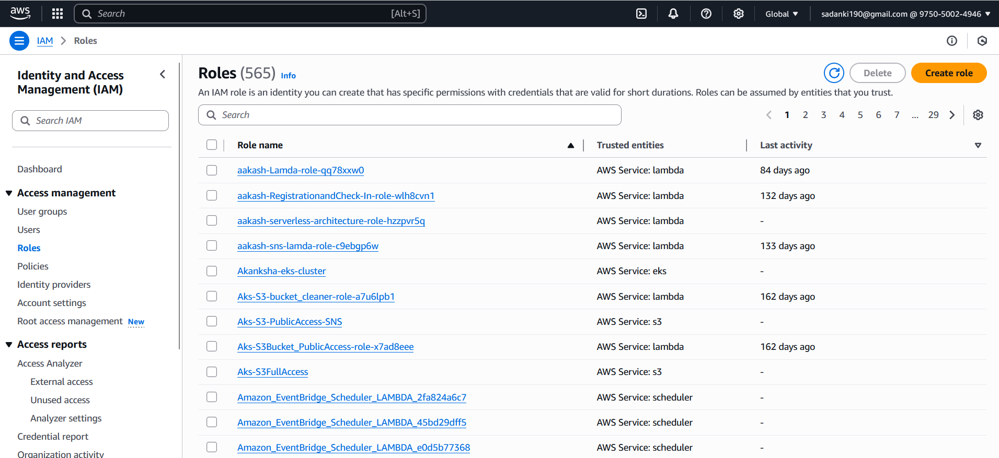 aws
Search [Alt+S]
Global
sadanki190@gmail.com @ 9750-5002-4946
IAM
Roles
Identity and Access
Management (IAM)
Search IAM
Dashboard
Access management
User groups
Users
Roles
Policies
Identity providers
Account settings
Root access management New
Access reports
Access Analyzer
External access
Unused access
Analyzer settings
Credential report
Organization activity
Roles (565) Info
Delete
Create role
An IAM role is an identity you can create that has specific permissions with credentials that are valid for short durations. Roles can be assumed by entities that you trust.
Search
1 2 3 4 5 6 7 ... 29
Role name Trusted entities Last activity
aakash-Lamda-role-qq78xxw0 AWS Service: lambda 84 days ago
aakash-RegistrationandCheck-In-role-wlh8cvn1 AWS Service: lambda 132 days ago
aakash-serverless-architecture-role-hzzpvr5q AWS Service: lambda -
aakash-sns-lamda-role-c9ebgp6w AWS Service: lambda 133 days ago
Akanksha-eks-cluster AWS Service: eks -
Aks-S3-bucket_cleaner-role-a7u6lpb1 AWS Service: lambda 162 days ago
Aks-S3-PublicAccess-SNS AWS Service: s3 -
Aks-S3Bucket_PublicAccess-role-x7ad8eee AWS Service: lambda 162 days ago
Aks-S3FullAccess AWS Service: s3 -
Amazon_EventBridge_Scheduler_LAMBDA_2fa824a6c7 AWS Service: scheduler -
Amazon_EventBridge_Scheduler_LAMBDA_45bd29dff5 AWS Service: scheduler -
Amazon_EventBridge_Scheduler_LAMBDA_e0d5b77368 AWS Service: scheduler -